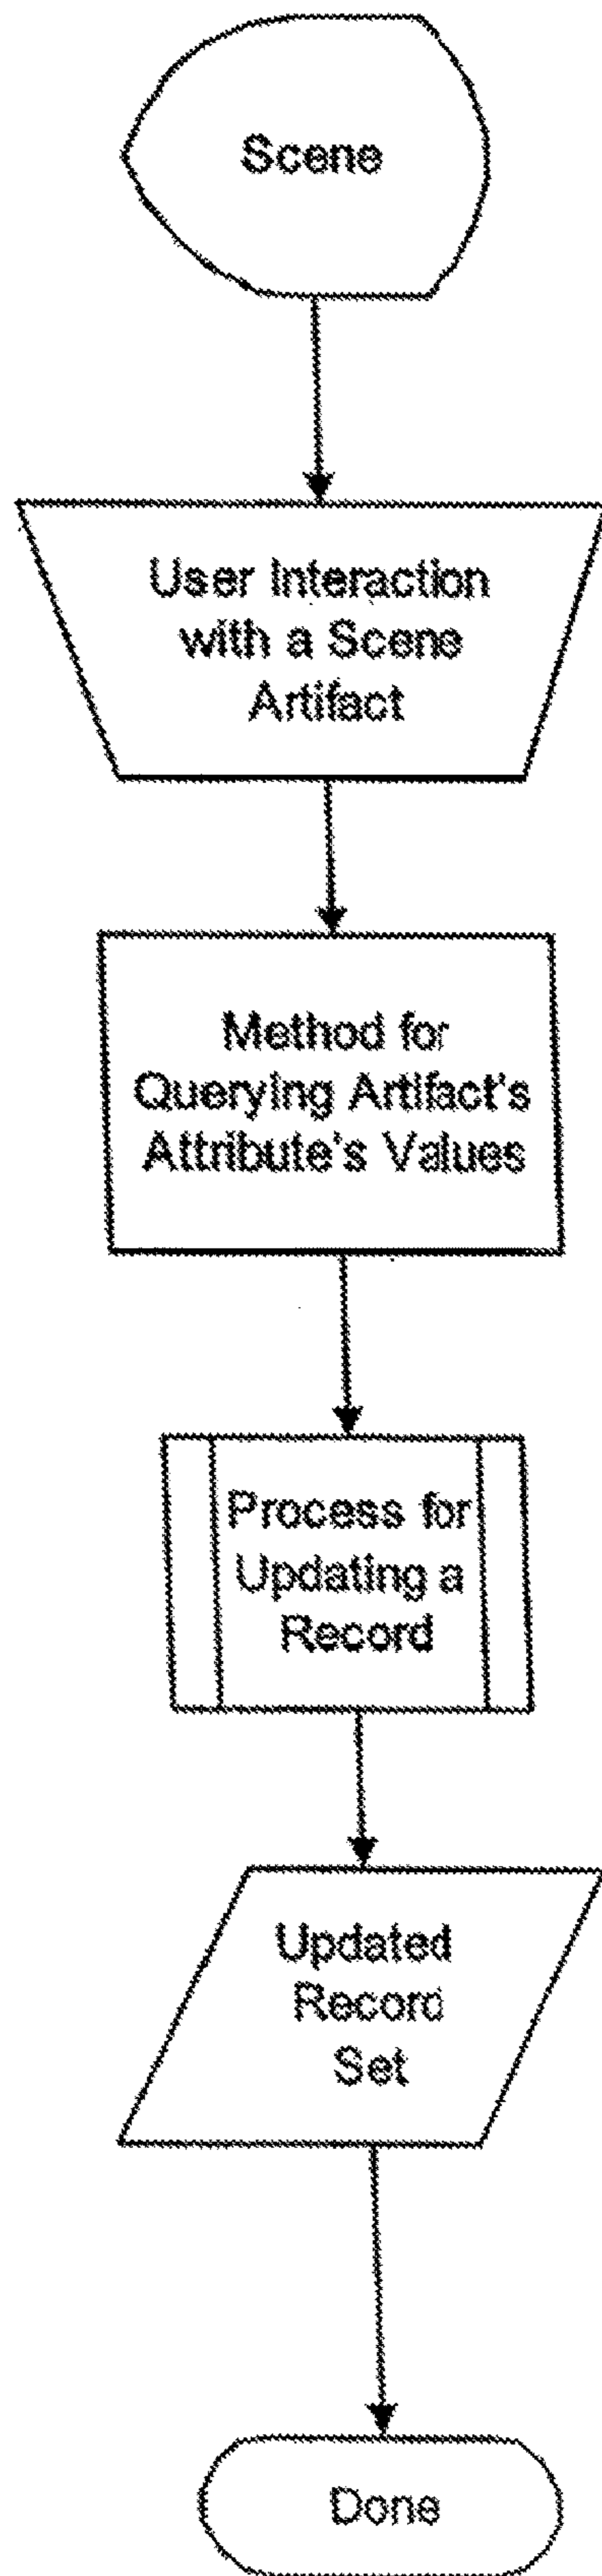 Scene
User Interaction
with a Scene
Artifact
Method for
Querying Artifact's
Attribute's Values
Process for
Updating a
Record
Updated
Record
Set
Done